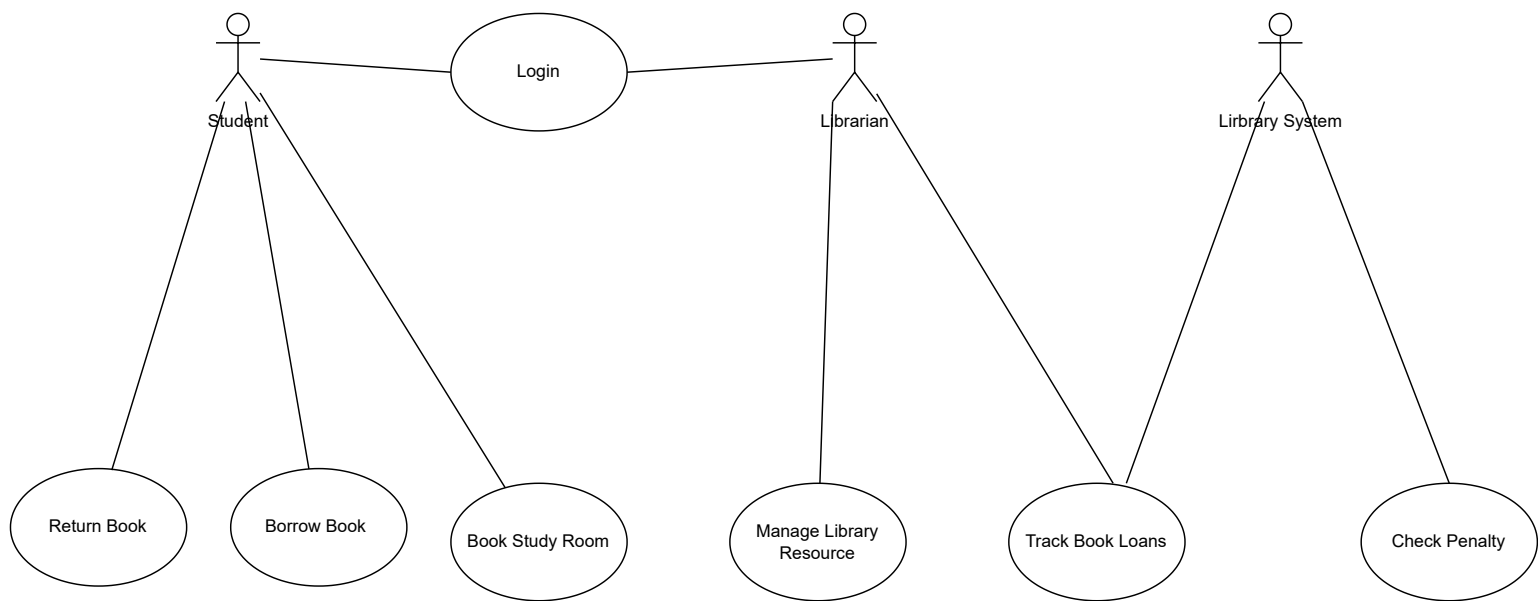 Login
Student
Librarian
Lirbrary System
Return Book
Borrow Book
Book Study Room
Manage Library
Resource
Track Book Loans
Check Penalty